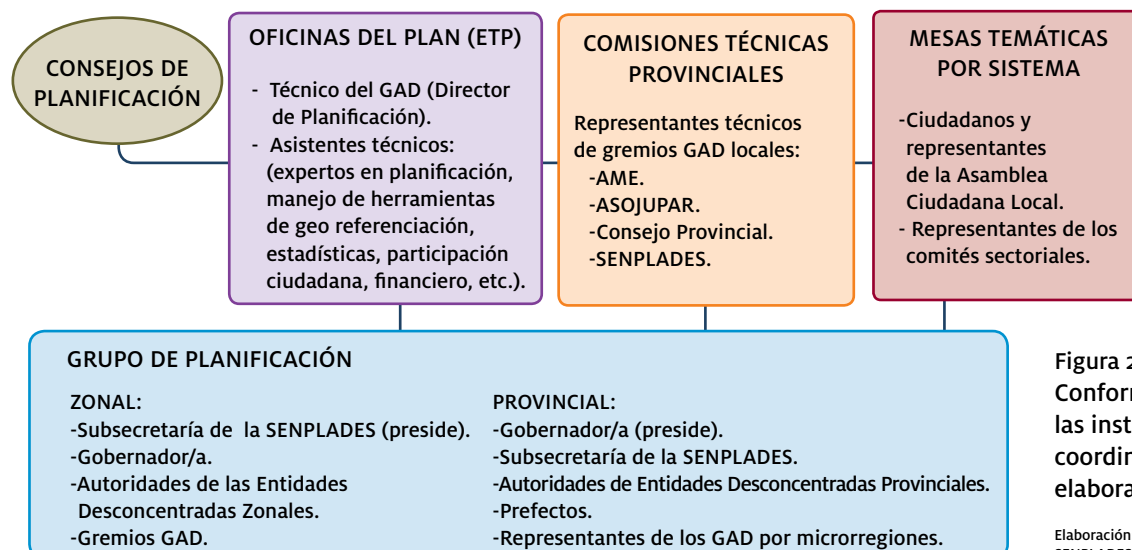 CONSEJOS DE
PLANIFICACIÓN
OFICINAS DEL PLAN (ETP)
- Técnico del GAD (Director
de Planificación).
- Asistentes técnicos:
(expertos en planificación,
manejo de herramientas
de geo referenciación,
estadísticas, participación
ciudadana, financiero, etc.).
COMISIONES TÉCNICAS
PROVINCIALES
Representantes técnicos
de gremios GAD locales:
-AME.
-ASOJUPAR.
-Consejo Provincial.
-SENPLADES.
MESAS TEMÁTICAS
POR SISTEMA
-Ciudadanos y
representantes
de la Asamblea
Ciudadana Local.
- Representantes de los
comités sectoriales.
GRUPO DE PLANIFICACIÓN
ZONAL:
-Subsecretaría de la SENPLADES (preside).
-Gobernador/a.
-Autoridades de las Entidades
Desconcentradas Zonales.
-Gremios GAD.
PROVINCIAL:
-Gobernador/a (preside).
-Subsecretaría de la SENPLADES.
-Autoridades de Entidades Desconcentradas Provinciales.
-Prefectos.
-Representantes de los GAD por microrregiones.
Figura
las
Elaboración